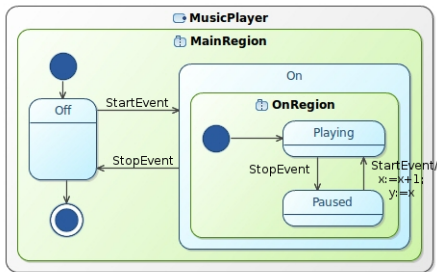 MusicPlayer
MainRegion
On
Off
StartEvent
OnRegion
Playing
StopEvent
StopEvent
StartEvent/
x:=x+1;
y:=x
Paused